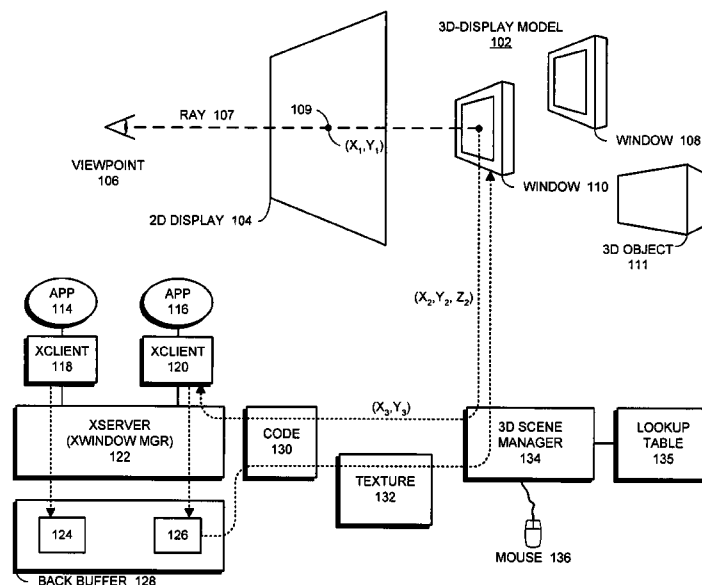 3D-DISPLAY MODEL
102
RAY 107
109
(X1,Y1)
VIEWPOINT
106
2D DISPLAY 104
WINDOW 108
WINDOW 110
3D OBJECT
111
APP
114
APP
116
XCLIENT
118
XCLIENT
120
(X2,Y2, Z2)
(X3,Y3)
XSERVER
(XWINDOW MGR)
122
CODE
130
TEXTURE
132
3D SCENE
MANAGER
134
LOOKUP
TABLE
135
124
126
MOUSE 136
BACK BUFFER 128